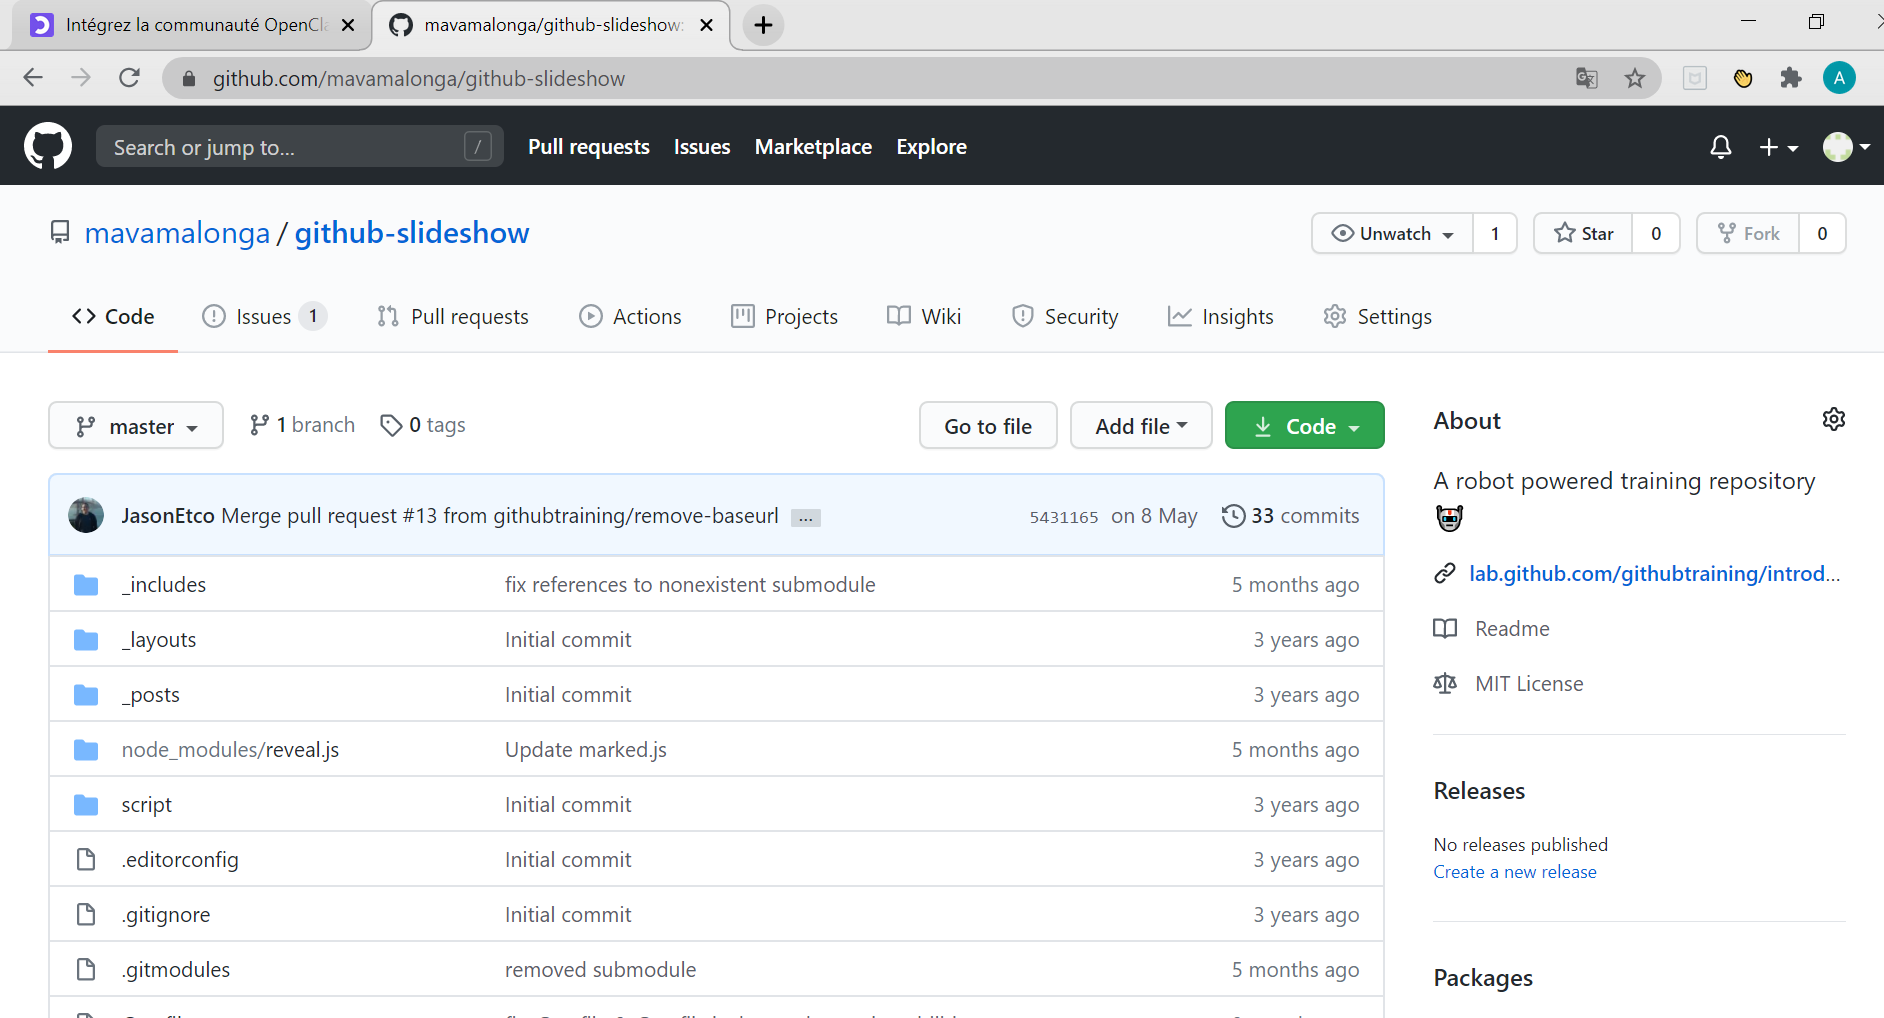 Intégrez la communauté OpenCla
mavamalonga/github-slideshow:
github.com/mavamalonga/github-slideshow
A
Search or jump to...
/
Pull requests
Issues
Marketplace
Explore
mavamalonga / github-slideshow
Unwatch 1
Star 0
Fork 0
Code
Issues 1
Pull requests
Actions
Projects
Wiki
Security
Insights
Settings
master
1 branch
0 tags
Go to file
Add file
Code
JasonEtco Merge pull request #13 from githubtraining/remove-baseurl ... 5431165 on 8 May 33 commits
_includes fix references to nonexistent submodule 5 months ago
_layouts Initial commit 3 years ago
_posts Initial commit 3 years ago
node_modules/reveal.js Update marked.js 5 months ago
script Initial commit 3 years ago
.editorconfig Initial commit 3 years ago
.gitignore Initial commit 3 years ago
.gitmodules removed submodule 5 months ago
About
A robot powered training repository
lab.github.com/githubtraining/introd...
Readme
MIT License
Releases
No releases published
Create a new release
Packages